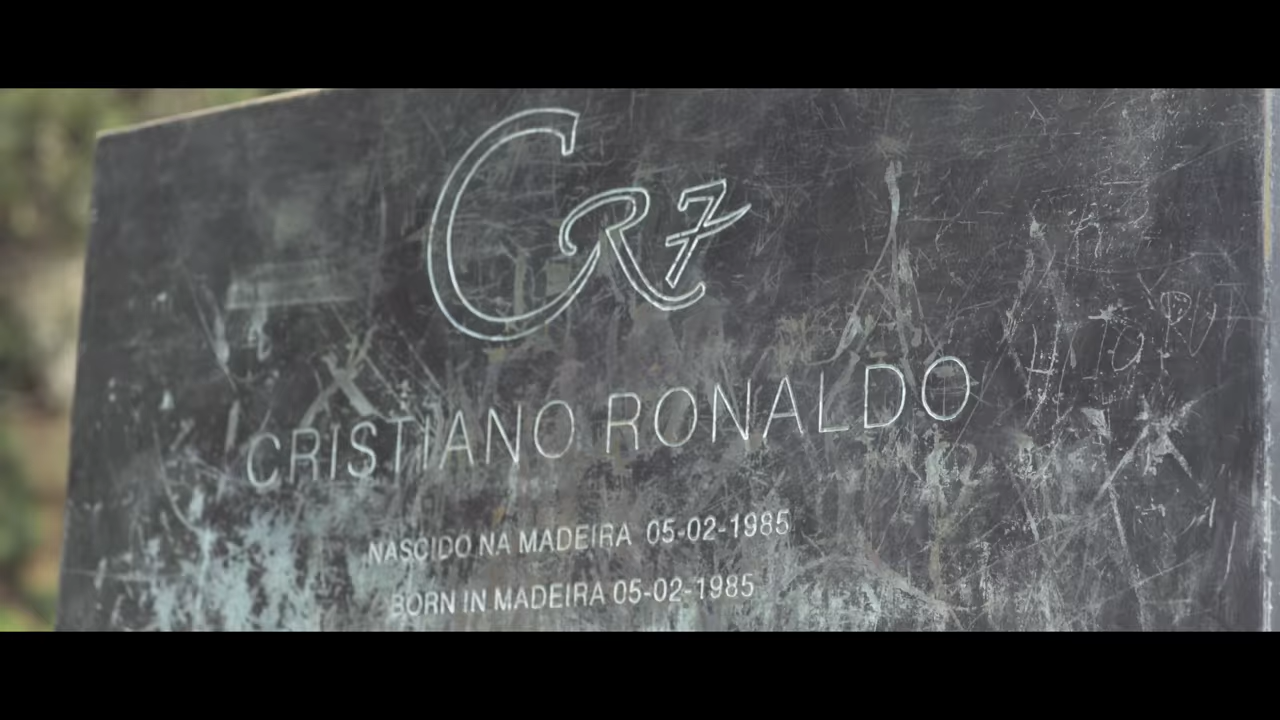 CR7
CRISTIANO RONALDO
NASCIDO NA MADEIRA 05-02-1985
BORN IN MADEIRA 05-02-1985